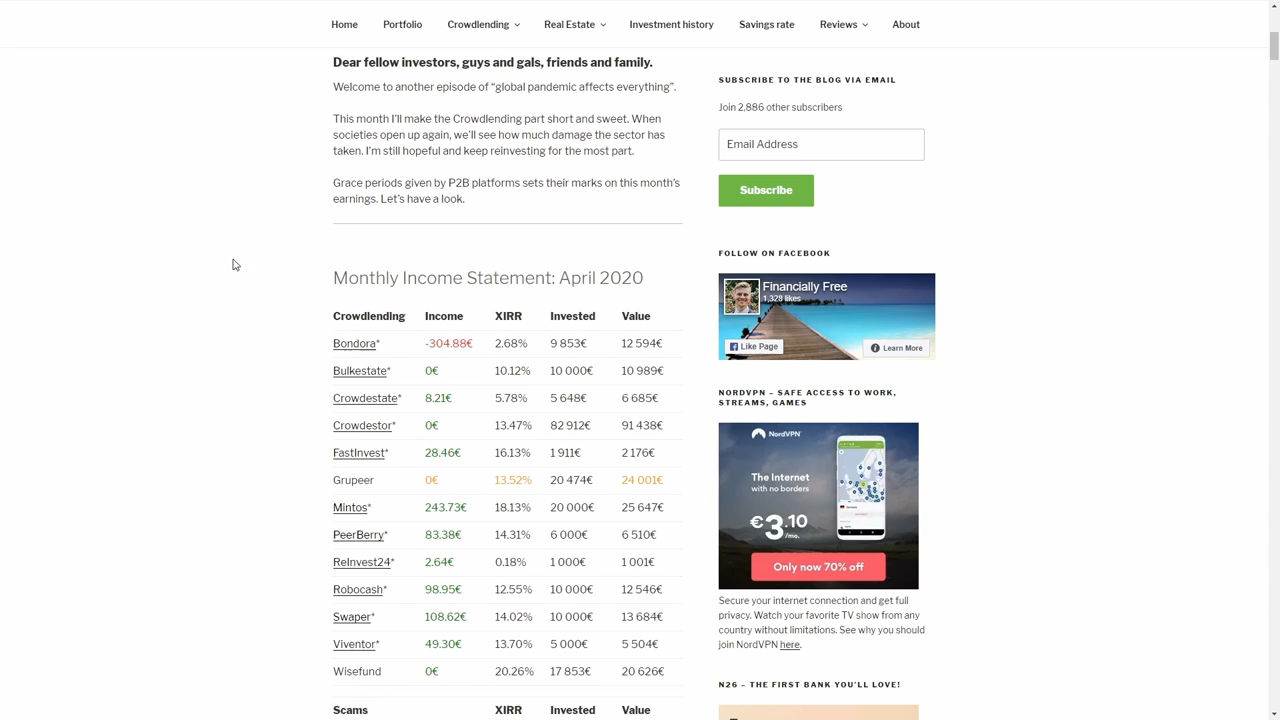 Home Portfolio Crowdlending Real Estate Investment history Savings rate Reviews About
Dear fellow investors, guys and gals, friends and family.
Welcome to another episode of “global pandemic affects everything”.
This month I’ll make the Crowdlending part short and sweet. When
societies open up again, we’ll see how much damage the sector has
taken. I’m still hopeful and keep reinvesting for the most part.
Grace periods given by P2B platforms sets their marks on this month’s
earnings. Let’s have a look.
Monthly Income Statement: April 2020
Crowdlending Income XIRR Invested Value
Bondora* -304.88€ 2.68% 9 853€ 12 594€
Bulkestate* 0€ 10.12% 10 000€ 10 989€
Crowdestate* 8.21€ 5.78% 5 648€ 6 685€
Crowdestor* 0€ 13.47% 82 912€ 91 438€
FastInvest* 28.46€ 16.13% 1 911€ 2 176€
Grupeer 0€ 13.52% 20 474€ 24 001€
Mintos* 243.73€ 18.13% 20 000€ 25 647€
PeerBerry* 83.38€ 14.31% 6 000€ 6 510€
ReInvest24* 2.64€ 0.18% 1 000€ 1 001€
Robocash* 98.95€ 12.55% 10 000€ 12 546€
Swaper* 108.62€ 14.02% 10 000€ 13 684€
Viventor* 49.30€ 13.70% 5 000€ 5 504€
Wisefund 0€ 20.26% 17 853€ 20 626€
Scams XIRR Invested Value
SUBSCRIBE TO THE BLOG VIA EMAIL
Join 2,886 other subscribers
Email Address
Subscribe
FOLLOW ON FACEBOOK
Financially Free
1,328 likes
Like Page
Learn More
NORDVPN – SAFE ACCESS TO WORK,
STREAMS, GAMES
NordVPN
The Internet
with no borders
€3.10
/mo.
Only now 70% off
Secure your internet connection and get full
privacy. Watch your favorite TV show from any
country without limitations. See why you should
join NordVPN here.
N26 – THE FIRST BANK YOU’LL LOVE!